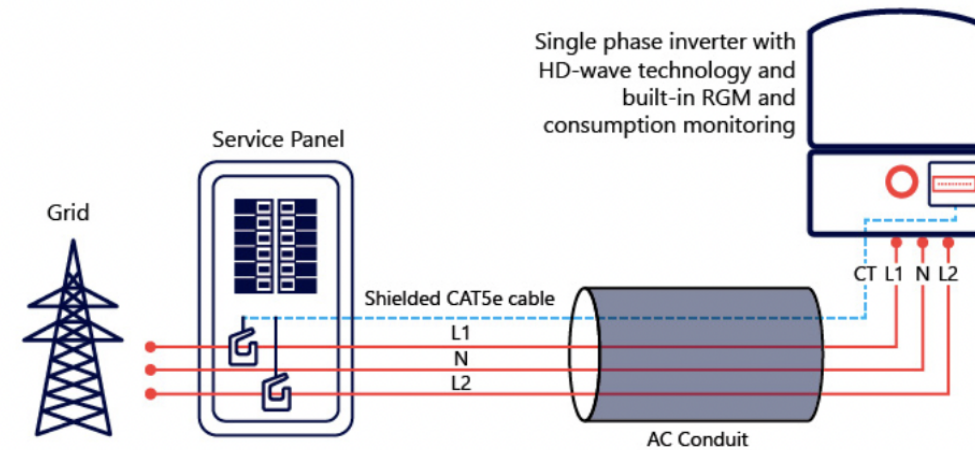 Single phase inverter with
HD-wave technology and
built-in RGM and
consumption monitoring
Service Panel
Grid
CT L1 N L2
Shielded CAT5e cable
L1
N
L2
AC Conduit